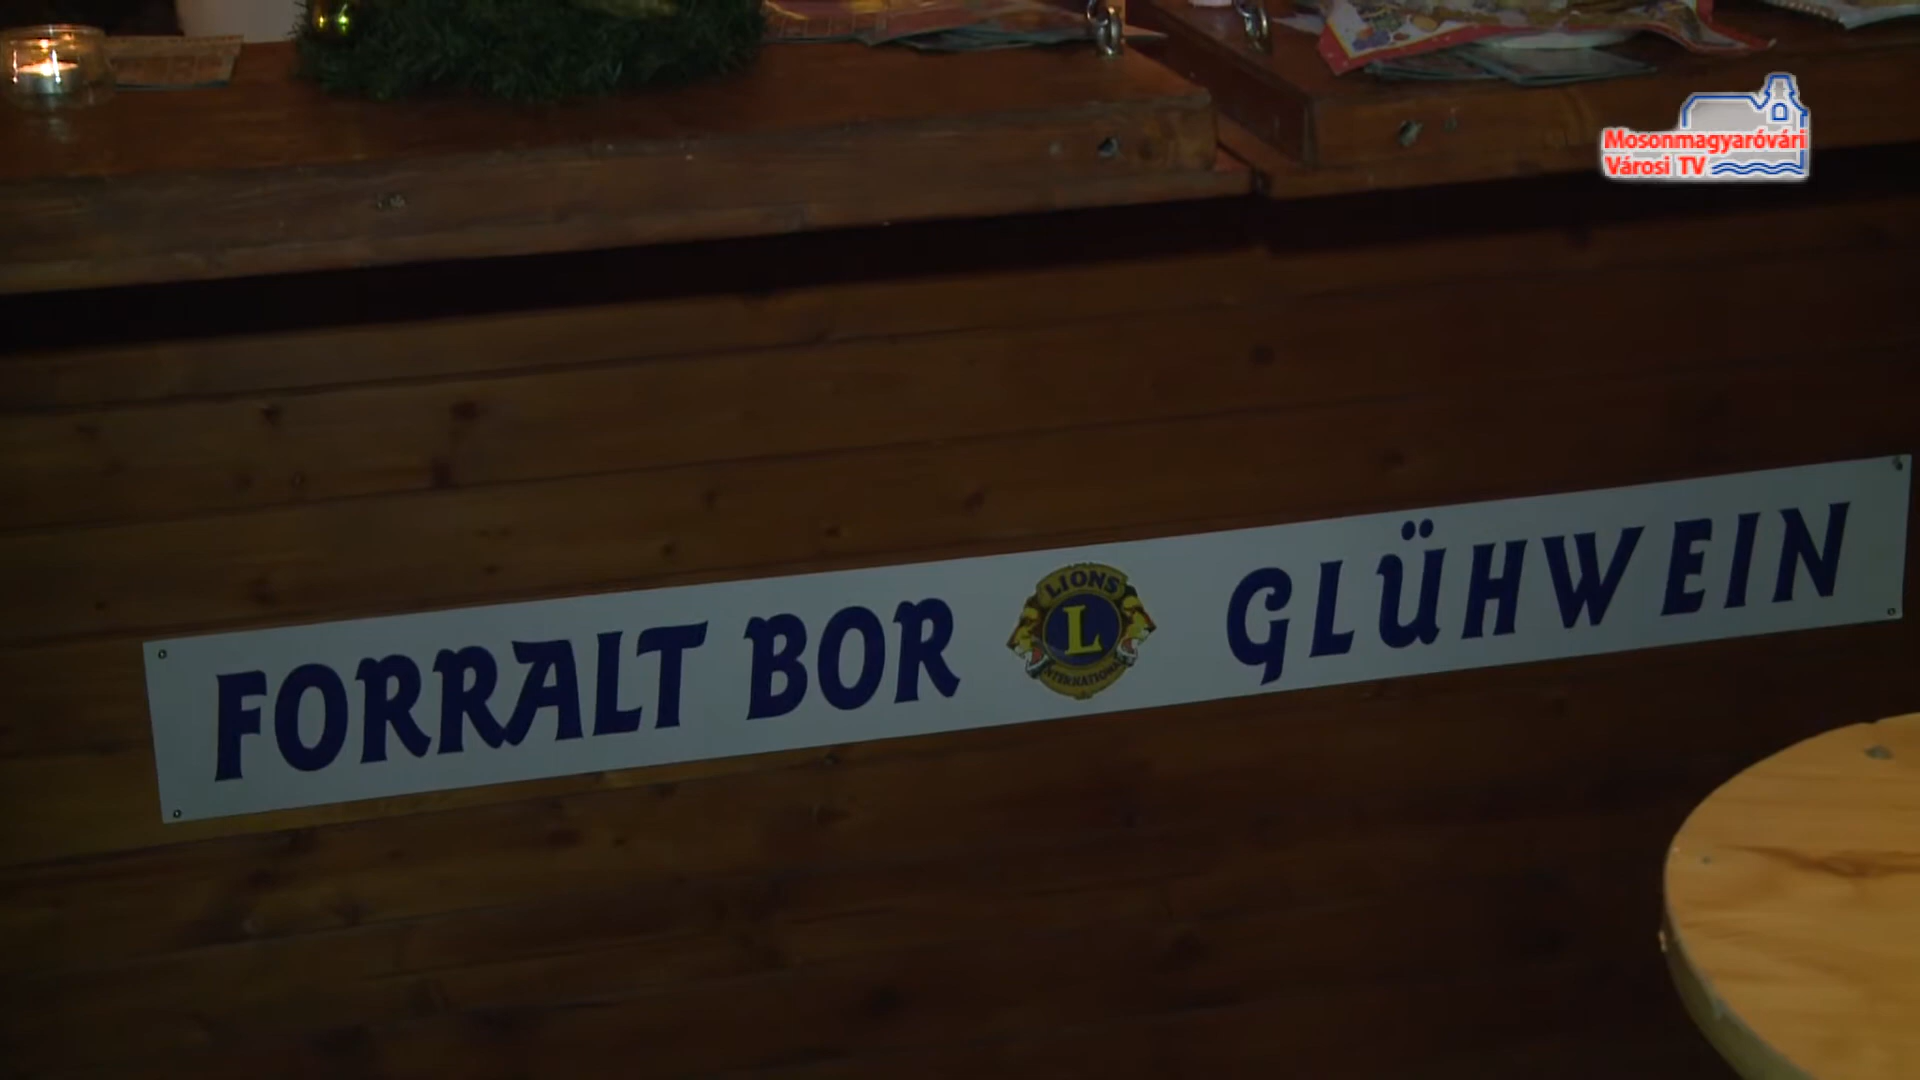 Mosonmagyaróvári
Városi TV
FORRALT BOR
LIONS
L
INTERNATIONAL
GLÜHWEIN